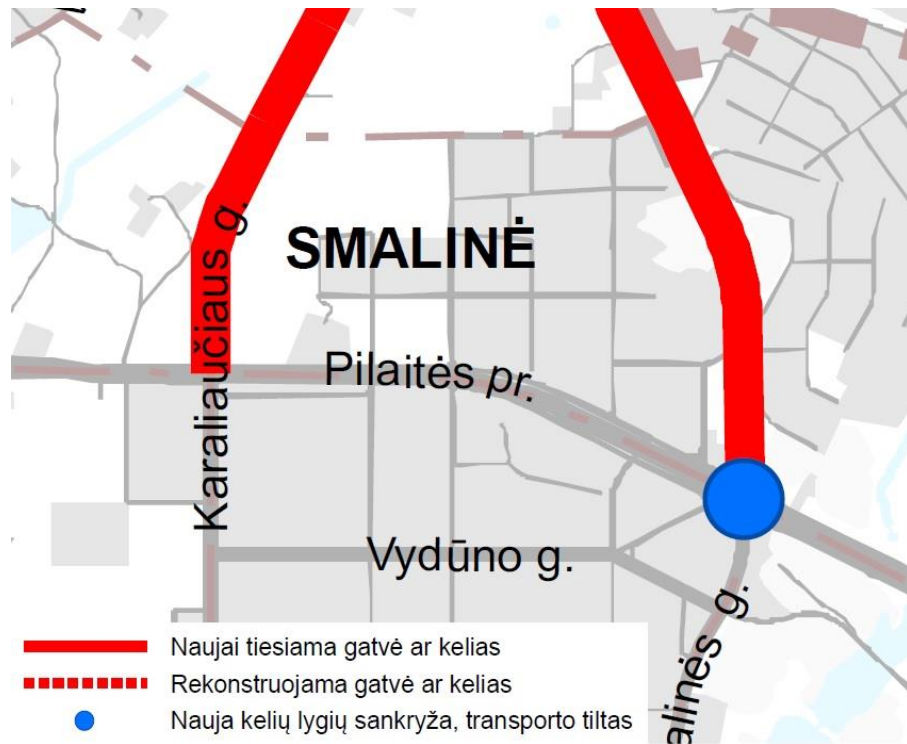 SMALINĖ
Karaliaučiaus g.
Pilaitės pr.
Vydūno g.
alinės g.
Naujai tiesiama gatvė ar kelias
Rekonstruojama gatvė ar kelias
Nauja kelių lygių sankryža, transporto tiltas